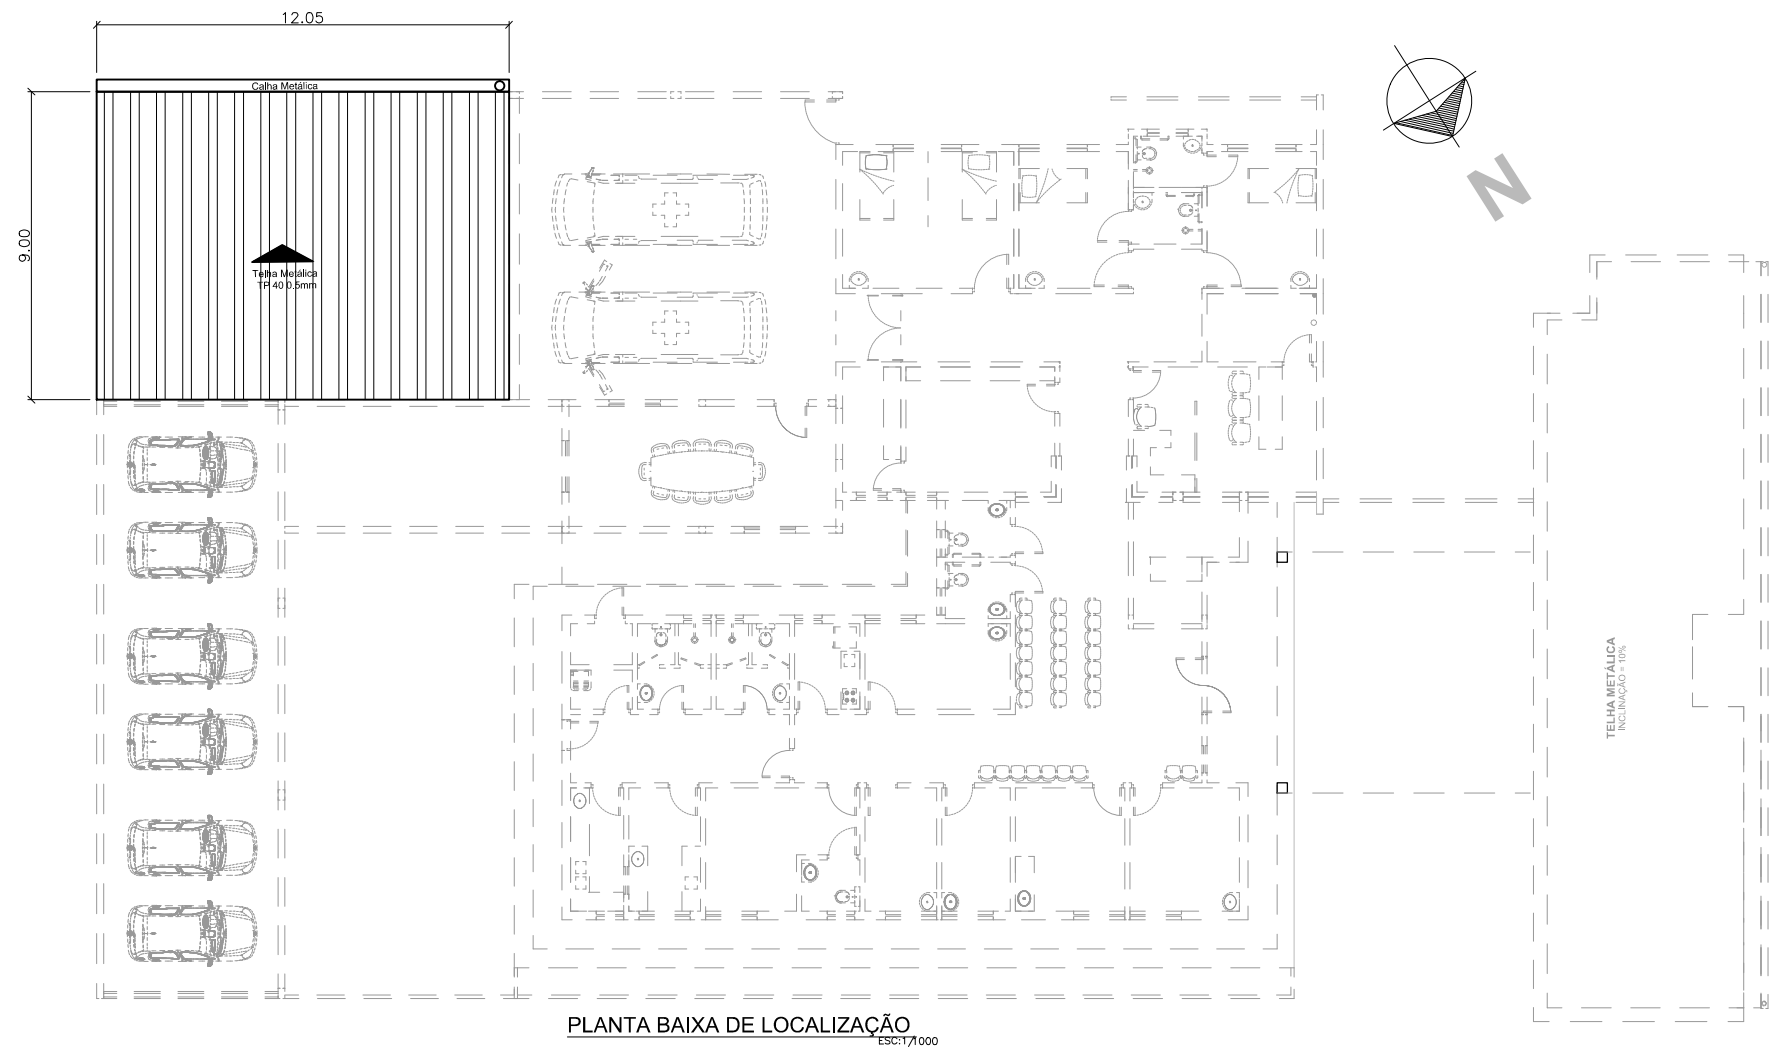 12.05
Calha Metálica
N
9.00
Telha Metálica
TP 40 0.5mm
TELHA METÁLICA
INCLINAÇÃO = 10%
PLANTA BAIXA DE LOCALIZAÇÃO
ESC:1/1000